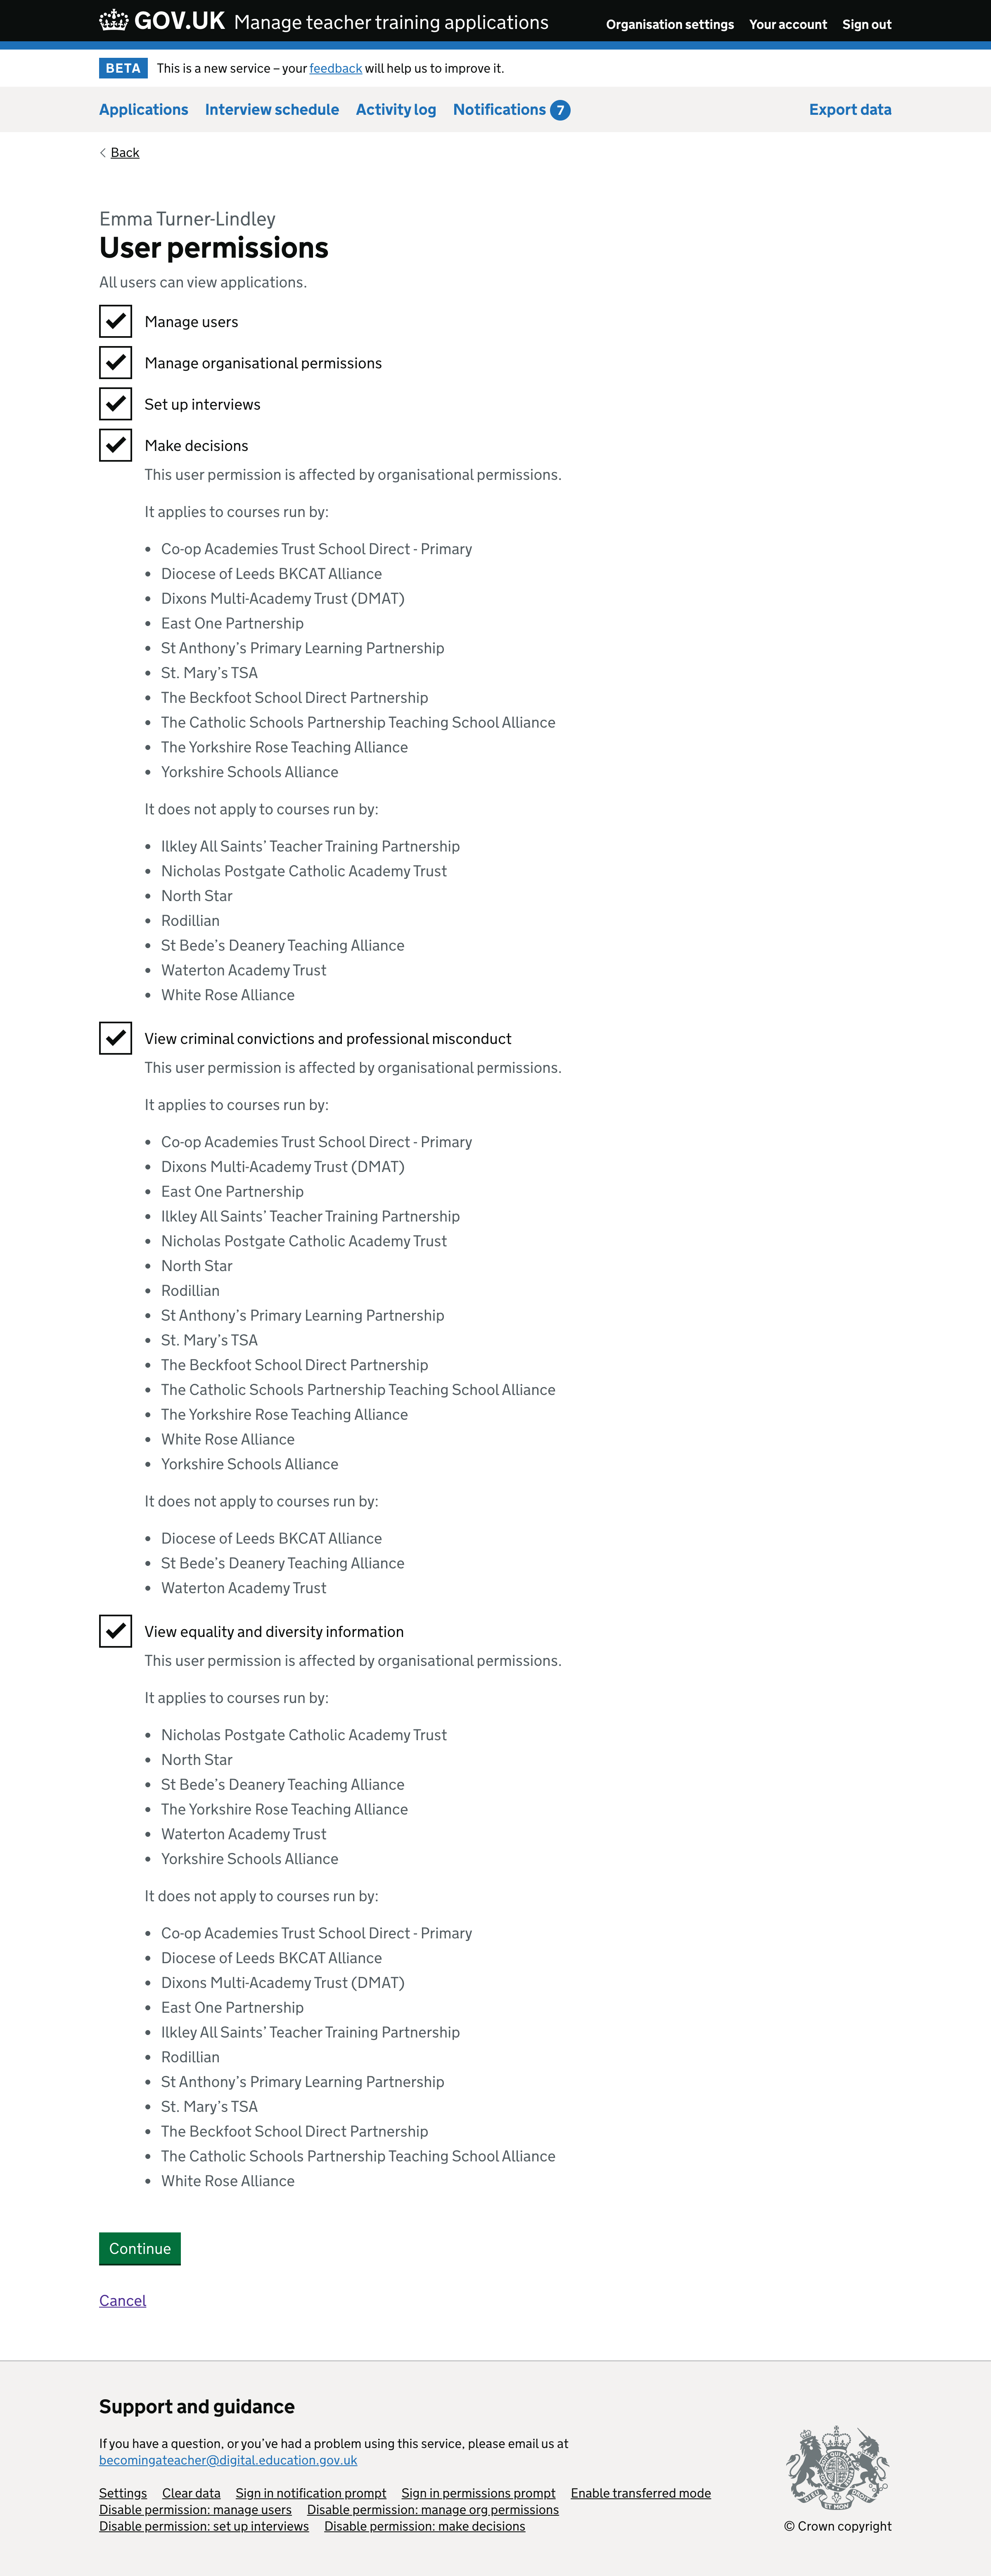 GOV.UK Manage teacher training applications Organisation settings Your account Sign out
BETA This is a new service – your feedback will help us to improve it.
Applications Interview schedule Activity log Notifications 7 Export data
Back
Emma Turner-Lindley
User permissions
All users can view applications.
Manage users
Manage organisational permissions
Set up interviews
Make decisions
This user permission is affected by organisational permissions.
It applies to courses run by:
• Co-op Academies Trust School Direct - Primary
• Diocese of Leeds BKCAT Alliance
• Dixons Multi-Academy Trust (DMAT)
• East One Partnership
• St Anthony’s Primary Learning Partnership
• St. Mary’s TSA
• The Beckfoot School Direct Partnership
• The Catholic Schools Partnership Teaching School Alliance
• The Yorkshire Rose Teaching Alliance
• Yorkshire Schools Alliance
It does not apply to courses run by:
• Ilkley All Saints’ Teacher Training Partnership
• Nicholas Postgate Catholic Academy Trust
• North Star
• Rodillian
• St Bede’s Deanery Teaching Alliance
• Waterton Academy Trust
• White Rose Alliance
View criminal convictions and professional misconduct
This user permission is affected by organisational permissions.
It applies to courses run by:
• Co-op Academies Trust School Direct - Primary
• Dixons Multi-Academy Trust (DMAT)
• East One Partnership
• Ilkley All Saints’ Teacher Training Partnership
• Nicholas Postgate Catholic Academy Trust
• North Star
• Rodillian
• St Anthony’s Primary Learning Partnership
• St. Mary’s TSA
• The Beckfoot School Direct Partnership
• The Catholic Schools Partnership Teaching School Alliance
• The Yorkshire Rose Teaching Alliance
• White Rose Alliance
• Yorkshire Schools Alliance
It does not apply to courses run by:
• Diocese of Leeds BKCAT Alliance
• St Bede’s Deanery Teaching Alliance
• Waterton Academy Trust
View equality and diversity information
This user permission is affected by organisational permissions.
It applies to courses run by:
• Nicholas Postgate Catholic Academy Trust
• North Star
• St Bede’s Deanery Teaching Alliance
• The Yorkshire Rose Teaching Alliance
• Waterton Academy Trust
• Yorkshire Schools Alliance
It does not apply to courses run by:
• Co-op Academies Trust School Direct - Primary
• Diocese of Leeds BKCAT Alliance
• Dixons Multi-Academy Trust (DMAT)
• East One Partnership
• Ilkley All Saints’ Teacher Training Partnership
• Rodillian
• St Anthony’s Primary Learning Partnership
• St. Mary’s TSA
• The Beckfoot School Direct Partnership
• The Catholic Schools Partnership Teaching School Alliance
• White Rose Alliance
Continue
Cancel
Support and guidance
If you have a question, or you’ve had a problem using this service, please email us at
becomingateacher@digital.education.gov.uk
Settings Clear data Sign in notification prompt Sign in permissions prompt Enable transferred mode
Disable permission: manage users Disable permission: manage org permissions
Disable permission: set up interviews Disable permission: make decisions
© Crown copyright